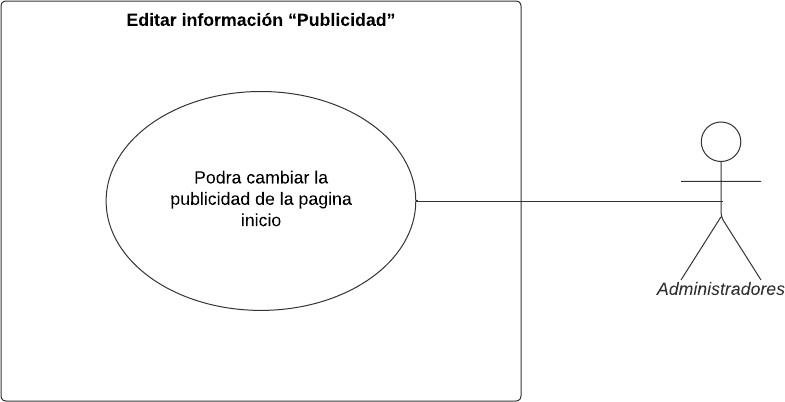 Editar información “Publicidad”
Podra cambiar la
publicidad de la pagina
inicio
Administradores